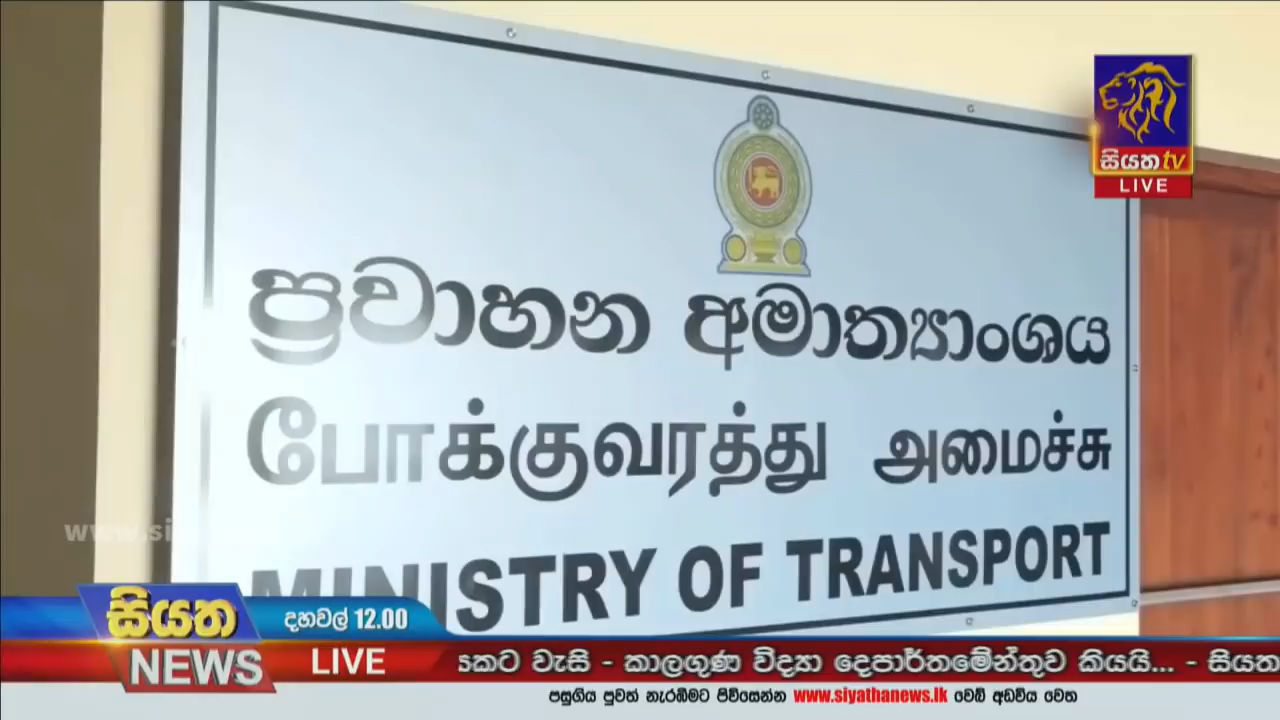 සියත tv
LIVE
ප්‍රවාහන අමාත්‍යාංශය
போக்குவரத்து அமைச்சு
MINISTRY OF TRANSPORT
සියත
දහවල් 12.00
NEWS
LIVE
වැසි - කාලගුණ විද්‍යා දෙපාර්තමේන්තුව කියයි... - සියත
පසුගිය පුවත් නැරඹීමට පිවිසෙන්න www.siyathanews.lk වෙබ් අඩවිය වෙත